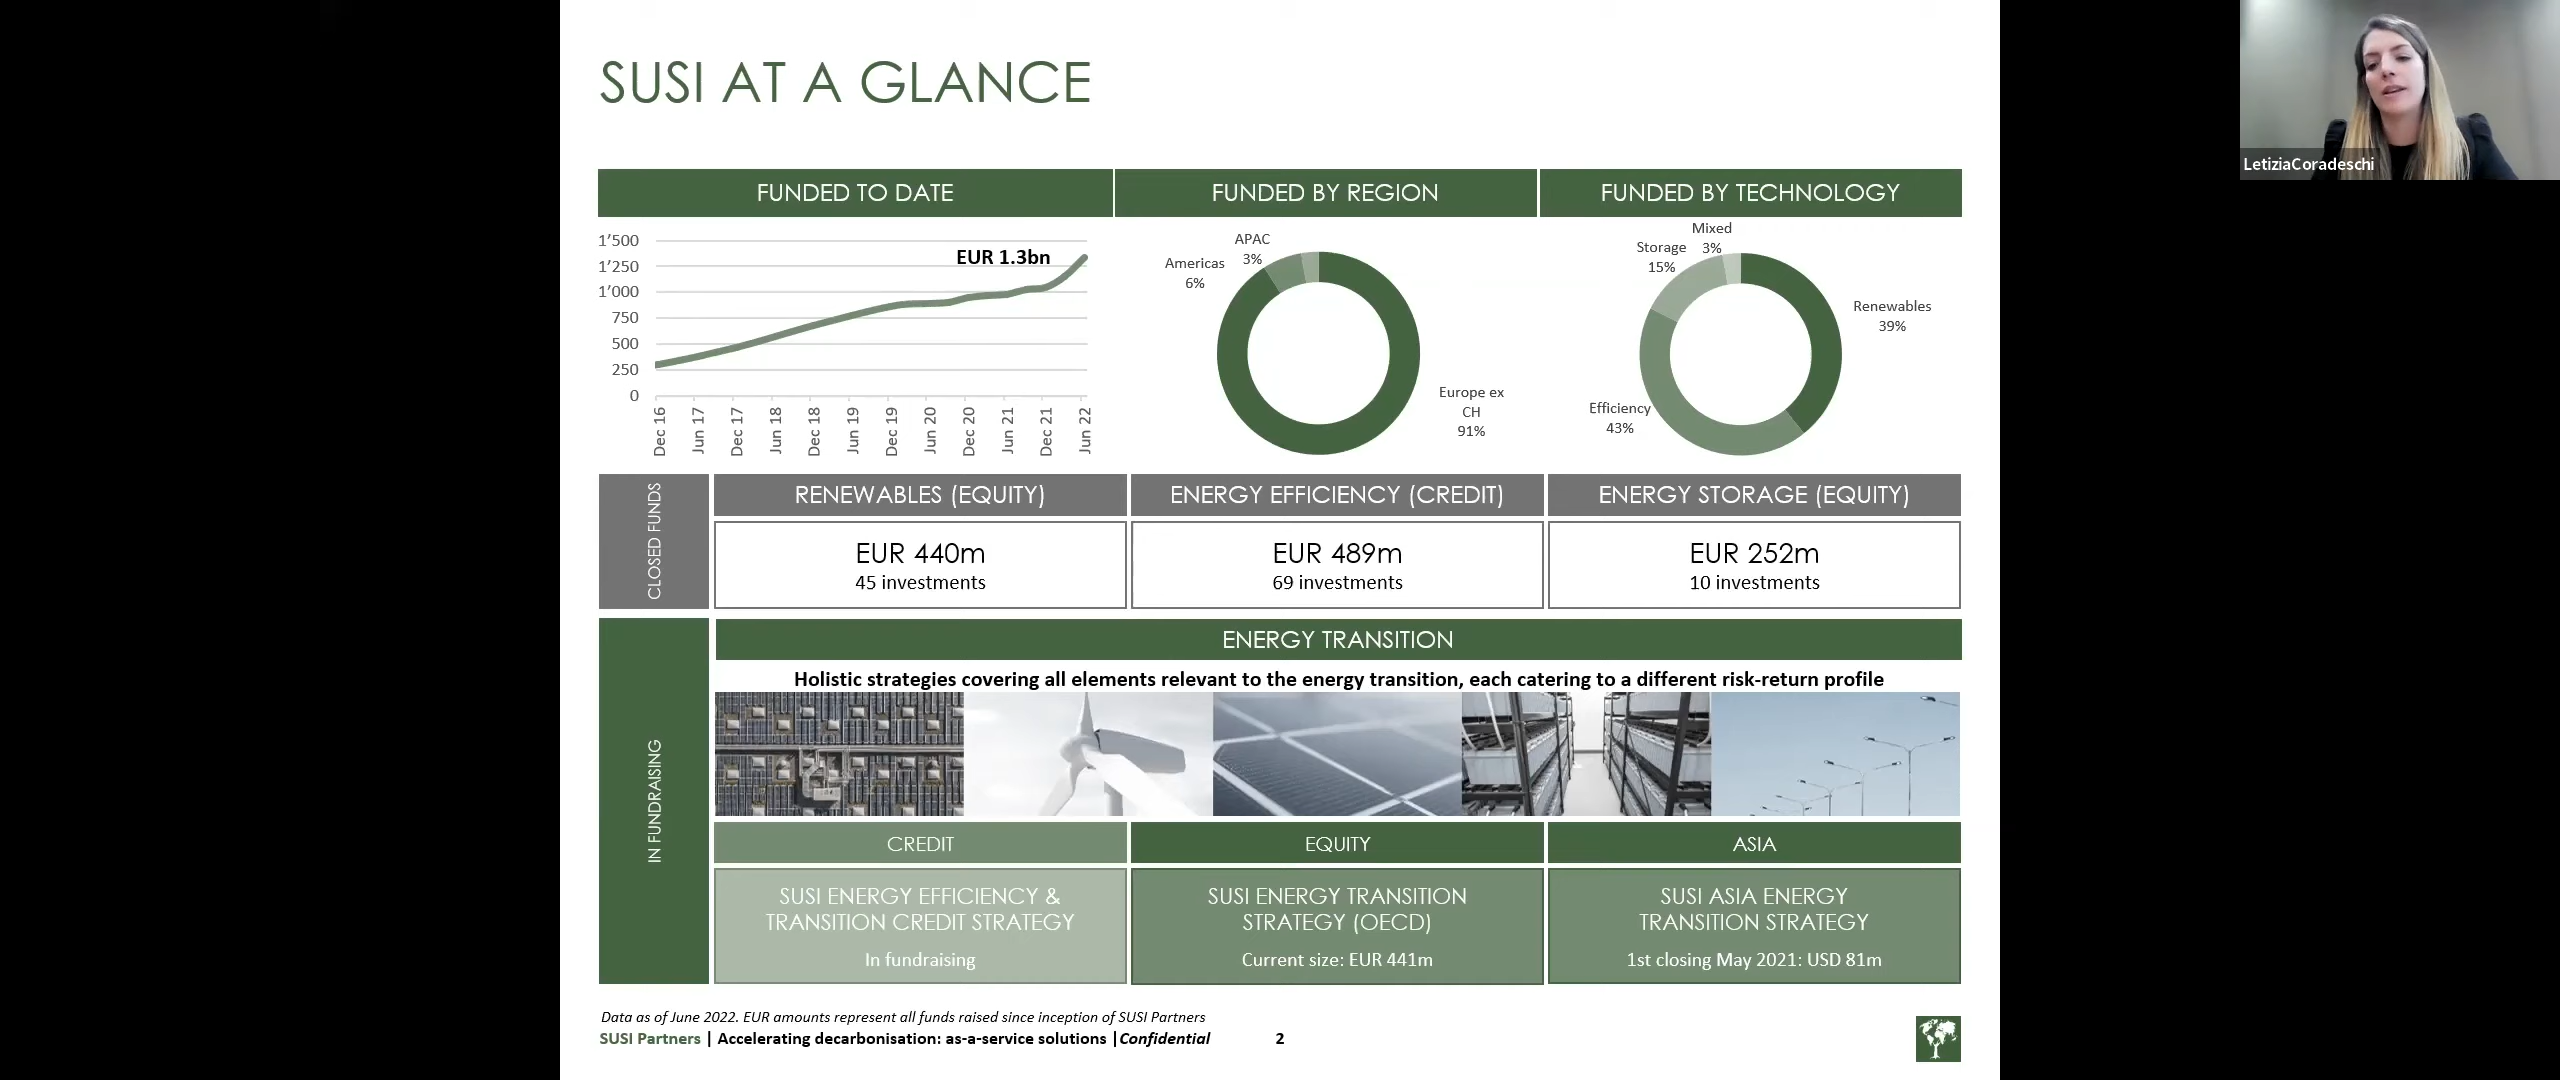 SUSI AT A GLANCE
LetiziaCoradeschi
FUNDED TO DATE
FUNDED BY REGION
FUNDED BY TECHNOLOGY
1’500
1’250
1’000
750
500
250
0
EUR 1.3bn
Dec 16
Jun 17
Dec 17
Jun 18
Dec 18
Jun 19
Dec 19
Jun 20
Dec 20
Jun 21
Dec 21
Jun 22
APAC
3%
Americas
6%
Europe ex
CH
91%
Mixed
3%
Storage
15%
Renewables
39%
Efficiency
43%
CLOSED FUNDS
RENEWABLES (EQUITY)
ENERGY EFFICIENCY (CREDIT)
ENERGY STORAGE (EQUITY)
EUR 440m
45 investments
EUR 489m
69 investments
EUR 252m
10 investments
IN FUNDRAISING
ENERGY TRANSITION
Holistic strategies covering all elements relevant to the energy transition, each catering to a different risk-return profile
CREDIT
EQUITY
ASIA
SUSI ENERGY EFFICIENCY &
TRANSITION CREDIT STRATEGY
In fundraising
SUSI ENERGY TRANSITION
STRATEGY (OECD)
Current size: EUR 441m
SUSI ASIA ENERGY
TRANSITION STRATEGY
1st closing May 2021: USD 81m
Data as of June 2022. EUR amounts represent all funds raised since inception of SUSI Partners
SUSI Partners | Accelerating decarbonisation: as-a-service solutions |Confidential
2